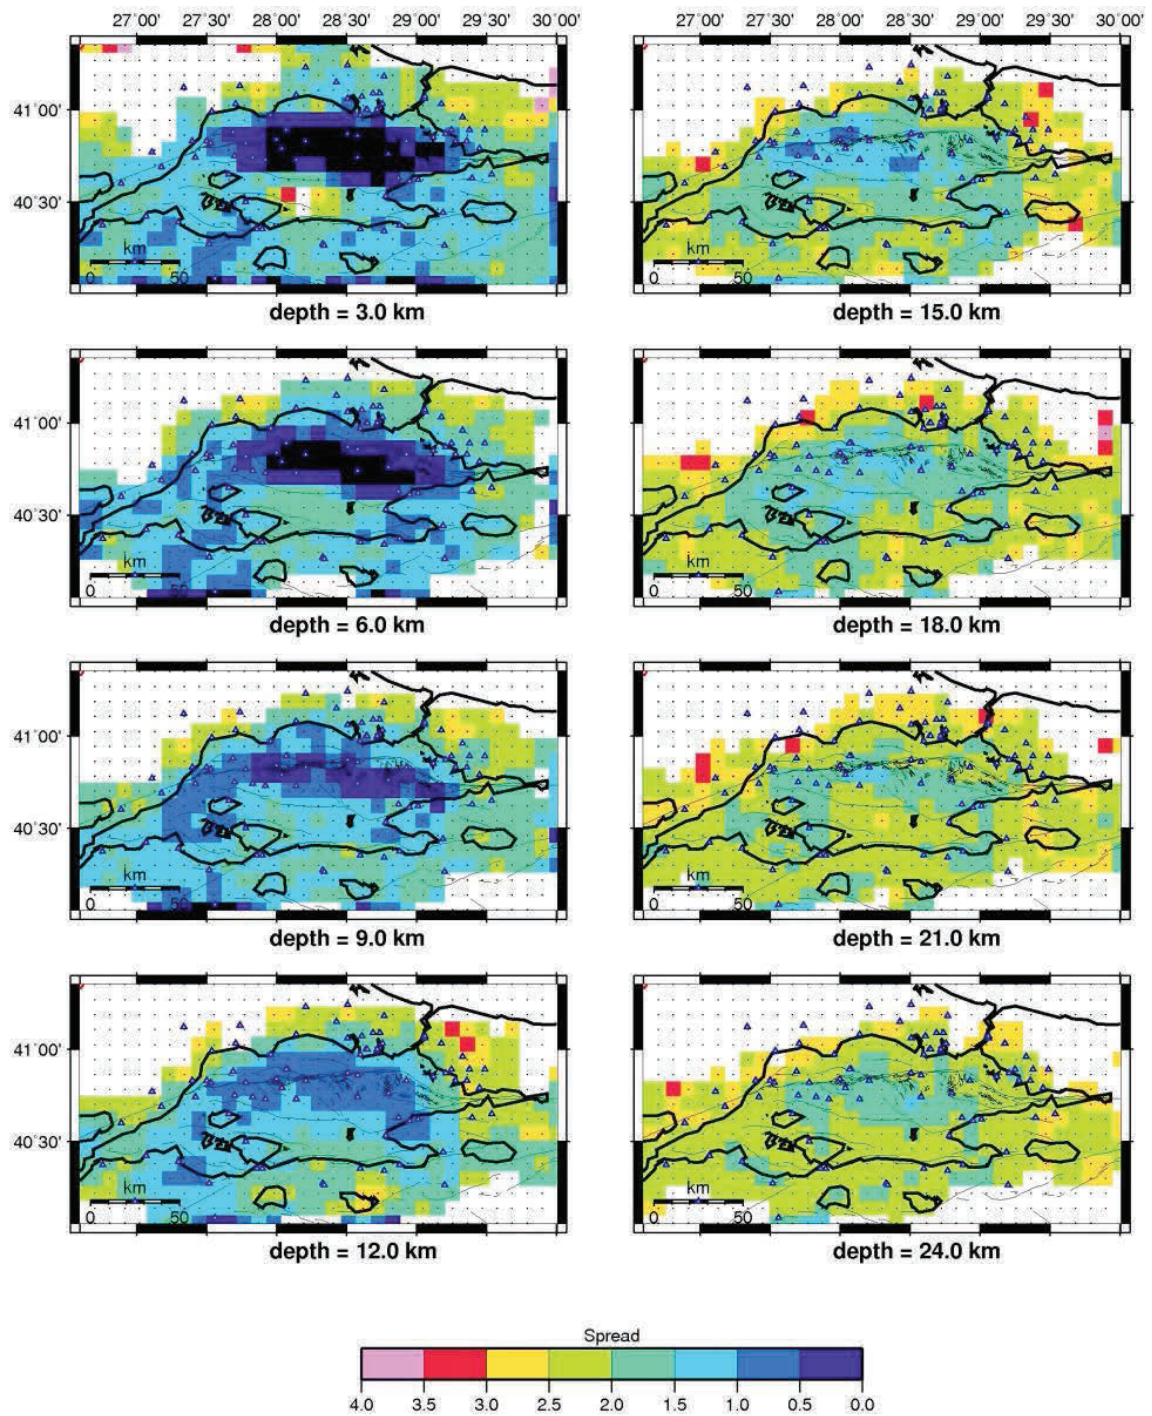 27˚00' 27˚30' 28˚00' 28˚30' 29˚00' 29˚30' 30˚00'
27˚00' 27˚30' 28˚00' 28˚30' 29˚00' 29˚30' 30˚00'
41˚00'
40˚30'
km
0 50
km
0 50
depth = 3.0 km
depth = 15.0 km
41˚00'
40˚30'
km
0 50
km
0 50
depth = 6.0 km
depth = 18.0 km
41˚00'
40˚30'
km
0 50
km
0 50
depth = 9.0 km
depth = 21.0 km
41˚00'
40˚30'
km
0 50
km
0 50
depth = 12.0 km
depth = 24.0 km
Spread
4.0 3.5 3.0 2.5 2.0 1.5 1.0 0.5 0.0